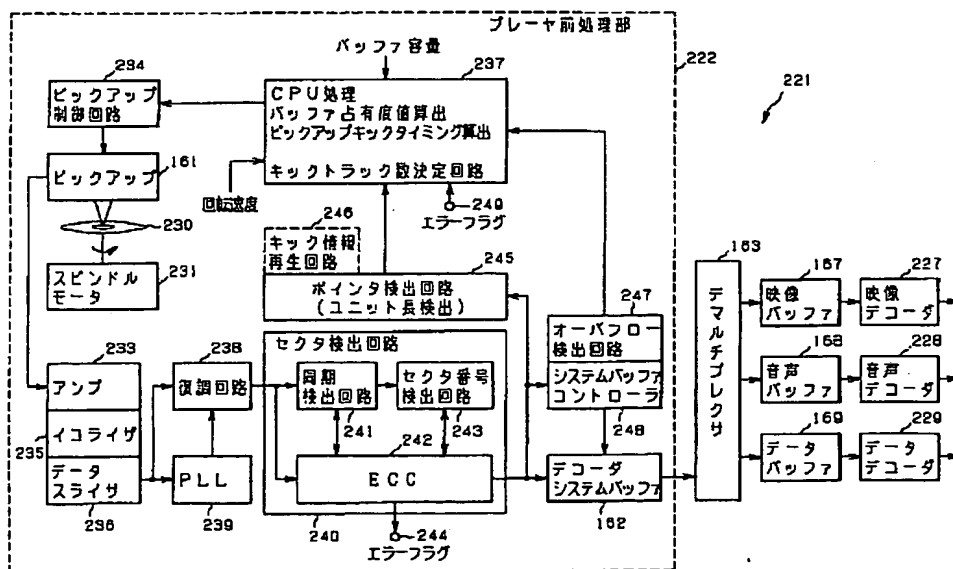 プレーヤ前処理部
222
221
バッファ容量
234
ピックアップ
制御回路
237
CPU処理
バッファ占有度値算出
ピックアップキックタイミング算出
キックトラック数決定回路
161
ピックアップ
回転速度
249
エラーフラグ
230
スピンドル
モータ
231
246
キック情報
再生回路
245
ポインタ検出回路
(ユニット長検出)
247
オーバフロー
検出回路
システムバッファ
コントローラ
248
163
デマルチプレクサ
167
映像
バッファ
227
映像
デコーダ
168
音声
バッファ
228
音声
デコーダ
169
データ
バッファ
229
データ
デコーダ
233
アンプ
イコライザ
235
データ
スライサ
236
238
復調回路
PLL
239
セクタ検出回路
同期
検出回路
241
セクタ番号
検出回路
243
242
ECC
240
244
エラーフラグ
デコーダ
システムバッファ
162